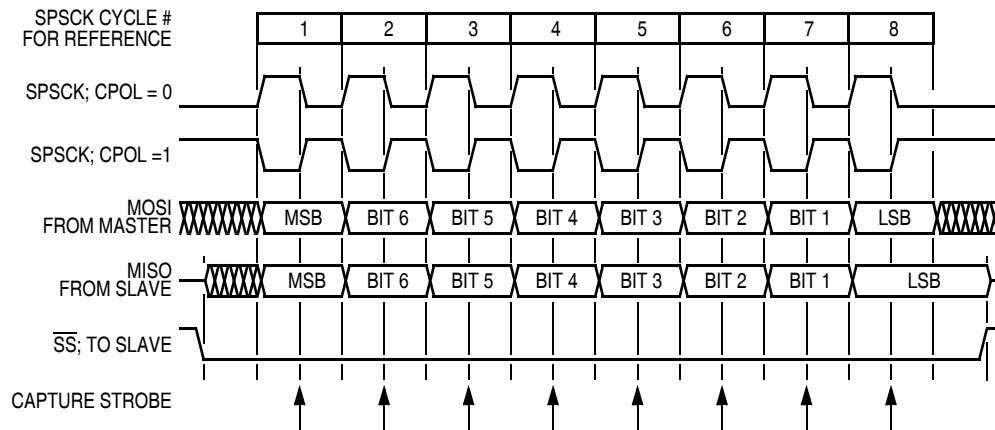 SPSCK CYCLE #
FOR REFERENCE
1 2 3 4 5 6 7 8
SPSCK; CPOL = 0
SPSCK; CPOL =1
MOSI
FROM MASTER
MSB BIT 6 BIT 5 BIT 4 BIT 3 BIT 2 BIT 1 LSB
MISO
FROM SLAVE
MSB BIT 6 BIT 5 BIT 4 BIT 3 BIT 2 BIT 1 LSB
SS; TO SLAVE
CAPTURE STROBE